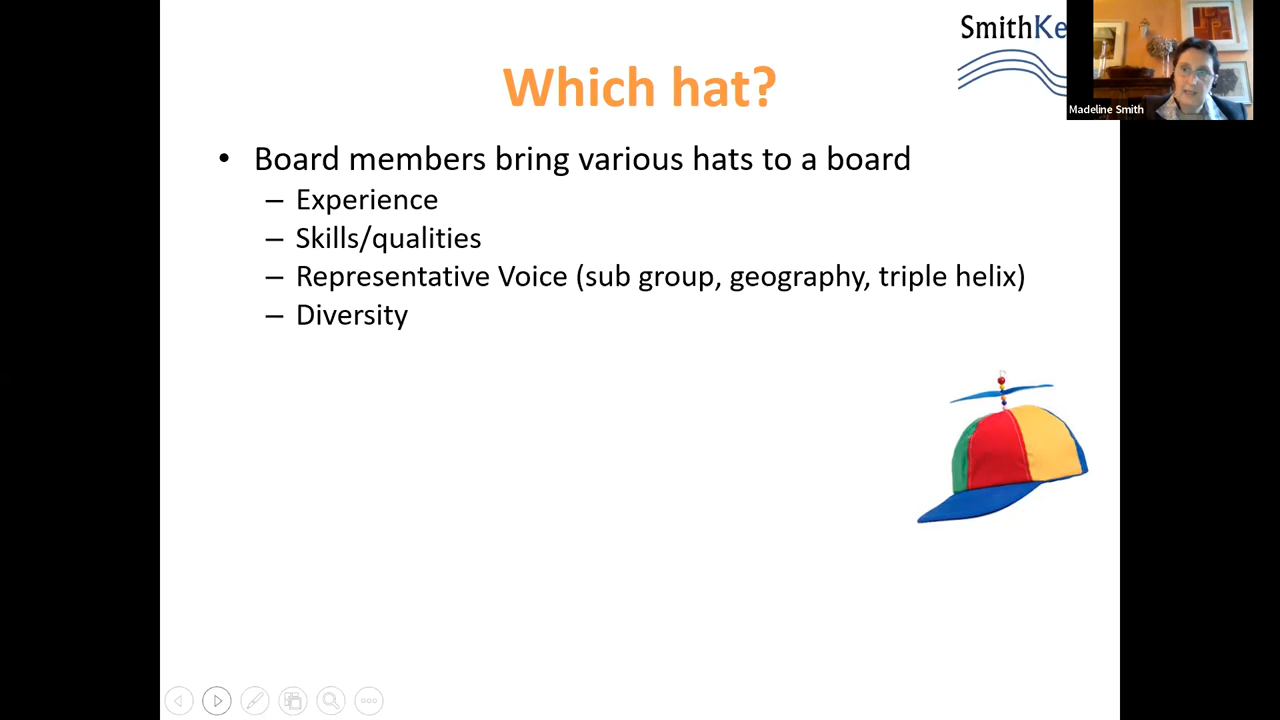 SmithKe
Which hat?
Madeline Smith
• Board members bring various hats to a board
– Experience
– Skills/qualities
– Representative Voice (sub group, geography, triple helix)
– Diversity